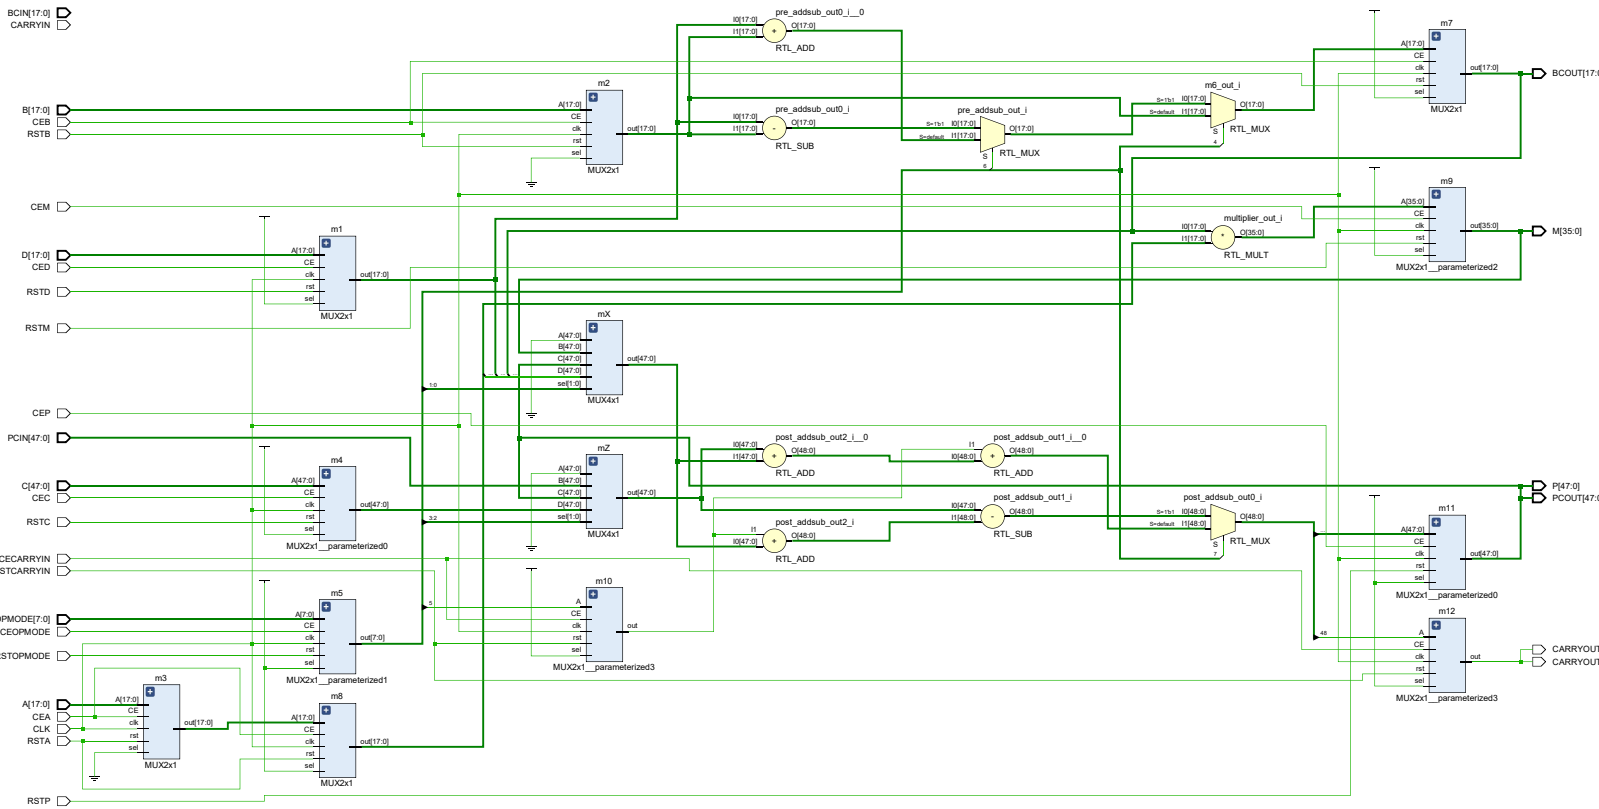 BCIN[17:0]
CARRYIN
B[17:0]
CEB
RSTB
CEM
D[17:0]
CED
RSTD
RSTM
CEP
PCIN[47:0]
C[47:0]
CEC
RSTC
CECARRYIN
STCARRYIN
OPMODE[7:0]
CEOPMODE
RSTOPMODE
A[17:0]
CEA
CLK
RSTA
RSTP
m3
A[17:0]
CE
clk
rst
sel
out[17:0]
MUX2x1
m1
A[17:0]
CE
clk
rst
sel
out[17:0]
MUX2x1
m4
A[47:0]
CE
clk
rst
sel
out[47:0]
MUX2x1__parameterized0
m5
A[7:0]
CE
clk
rst
sel
out[7:0]
MUX2x1__parameterized1
m8
A[17:0]
CE
clk
rst
sel
out[17:0]
MUX2x1
m2
A[17:0]
CE
clk
rst
sel
out[17:0]
MUX2x1
mX
A[47:0]
B[47:0]
C[47:0]
D[47:0]
sel[1:0]
1:0
out[47:0]
MUX4x1
mZ
A[47:0]
B[47:0]
C[47:0]
D[47:0]
sel[1:0]
3:2
out[47:0]
MUX4x1
m10
5
A
CE
clk
rst
sel
out
MUX2x1__parameterized3
pre_addsub_out0_i__0
I0[17:0]
I1[17:0]
+
O[17:0]
RTL_ADD
pre_addsub_out0_i
I0[17:0]
I1[17:0]
-
O[17:0]
RTL_SUB
pre_addsub_out_i
S=1'b1
I0[17:0]
S=default
I1[17:0]
O[17:0]
S
6
RTL_MUX
m6_out_i
S=1'b1
I0[17:0]
S=default
I1[17:0]
O[17:0]
S
4
RTL_MUX
multiplier_out_i
I0[17:0]
I1[17:0]
*
O[35:0]
RTL_MULT
post_addsub_out2_i__0
I0[47:0]
I1[47:0]
+
O[48:0]
RTL_ADD
post_addsub_out2_i
I1
I0[47:0]
+
O[48:0]
RTL_ADD
post_addsub_out1_i__0
I1
I0[48:0]
+
O[48:0]
RTL_ADD
post_addsub_out1_i
I0[47:0]
I1[48:0]
-
O[48:0]
RTL_SUB
post_addsub_out0_i
S=1'b1
I0[48:0]
S=default
I1[48:0]
O[48:0]
S
7
RTL_MUX
m7
A[17:0]
CE
clk
rst
sel
out[17:0]
MUX2x1
m9
A[35:0]
CE
clk
rst
sel
out[35:0]
MUX2x1__parameterized2
m11
A[47:0]
CE
clk
rst
sel
out[47:0]
MUX2x1__parameterized0
m12
48
A
CE
clk
rst
sel
out
MUX2x1__parameterized3
BCOUT[17:0
M[35:0]
P[47:0]
PCOUT[47:0
CARRYOUT
CARRYOUT